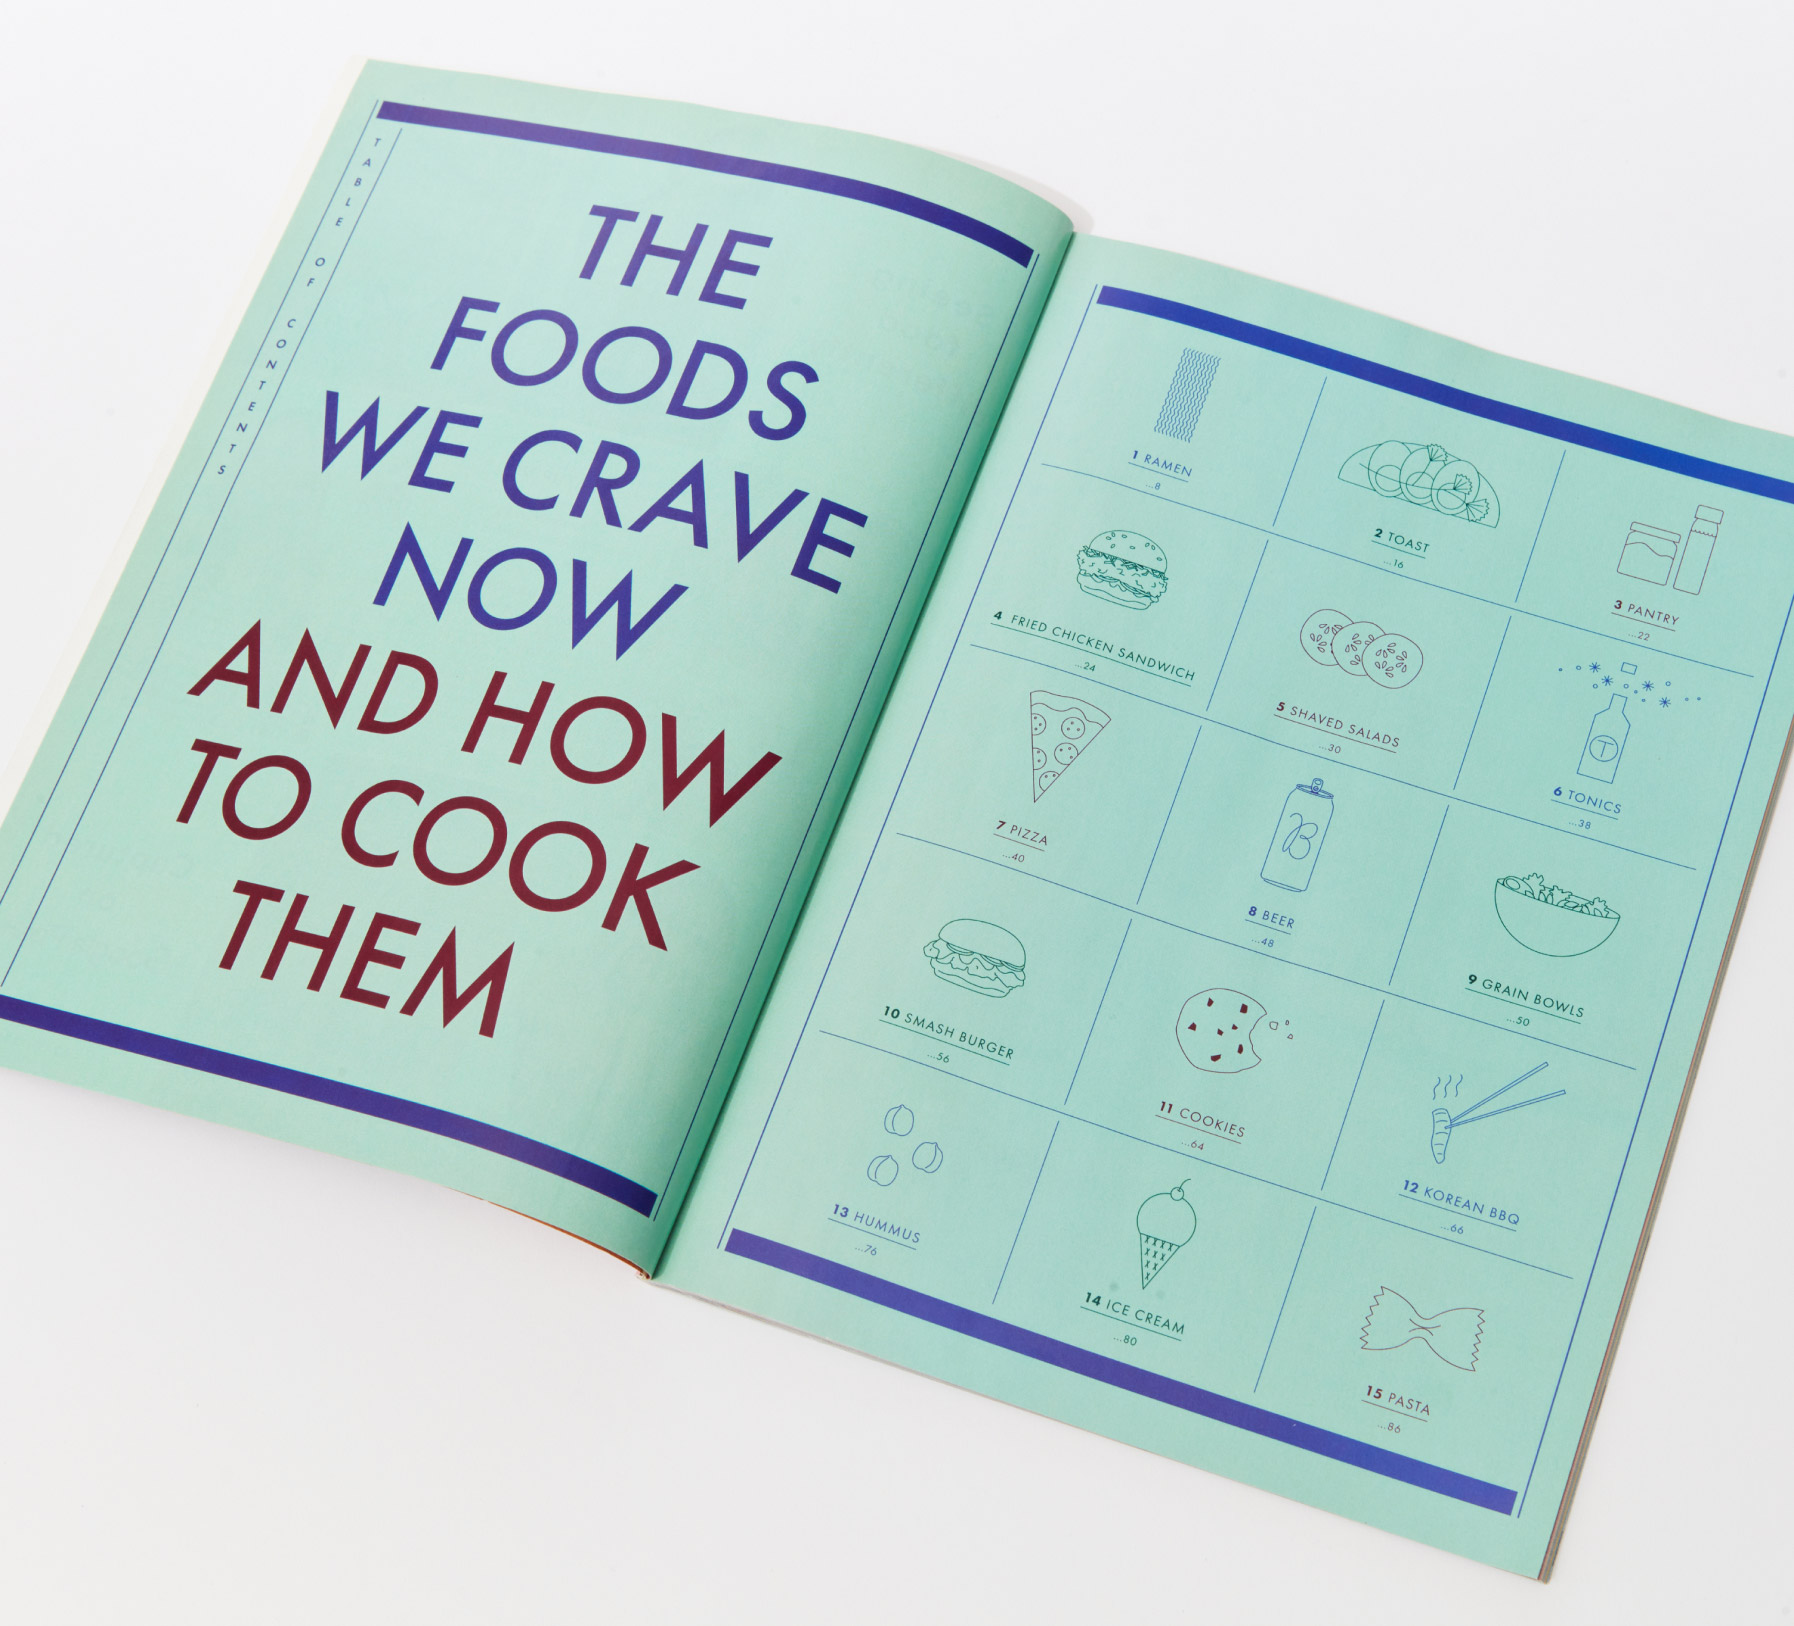 TABLE OF CONTENTS
THE
FOODS
WE CRAVE
NOW
AND HOW
TO COOK
THEM
1 RAMEN
...8
2 TOAST
...16
3 PANTRY
...22
4 FRIED CHICKEN SANDWICH
...24
5 SHAVED SALADS
...30
T
6 TONICS
...38
7 PIZZA
...40
B
8 BEER
...48
9 GRAIN BOWLS
...50
10 SMASH BURGER
...56
11 COOKIES
...64
12 KOREAN BBQ
...66
13 HUMMUS
...76
14 ICE CREAM
...80
15 PASTA
...86